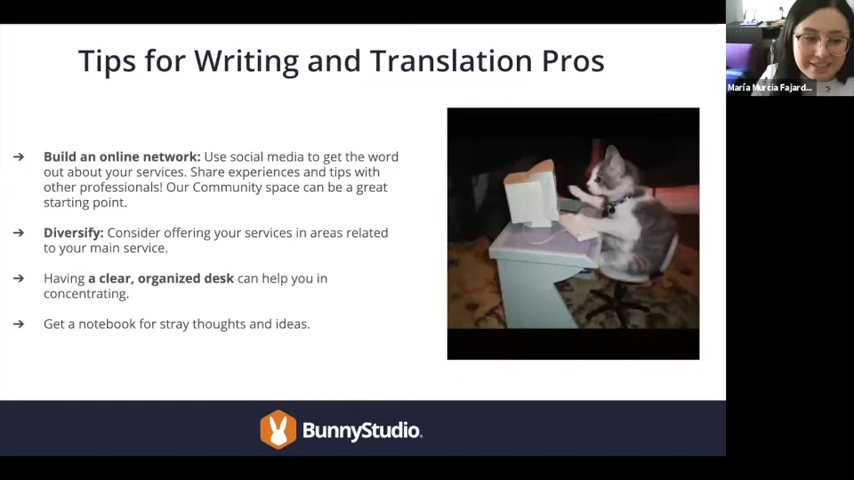 Tips for Writing and Translation Pros
María Murcia Fajard...
➔ Build an online network: Use social media to get the word
out about your services. Share experiences and tips with
other professionals! Our Community space can be a great
starting point.
➔ Diversify: Consider offering your services in areas related
to your main service.
➔ Having a clear, organized desk can help you in
concentrating.
➔ Get a notebook for stray thoughts and ideas.
BunnyStudio.